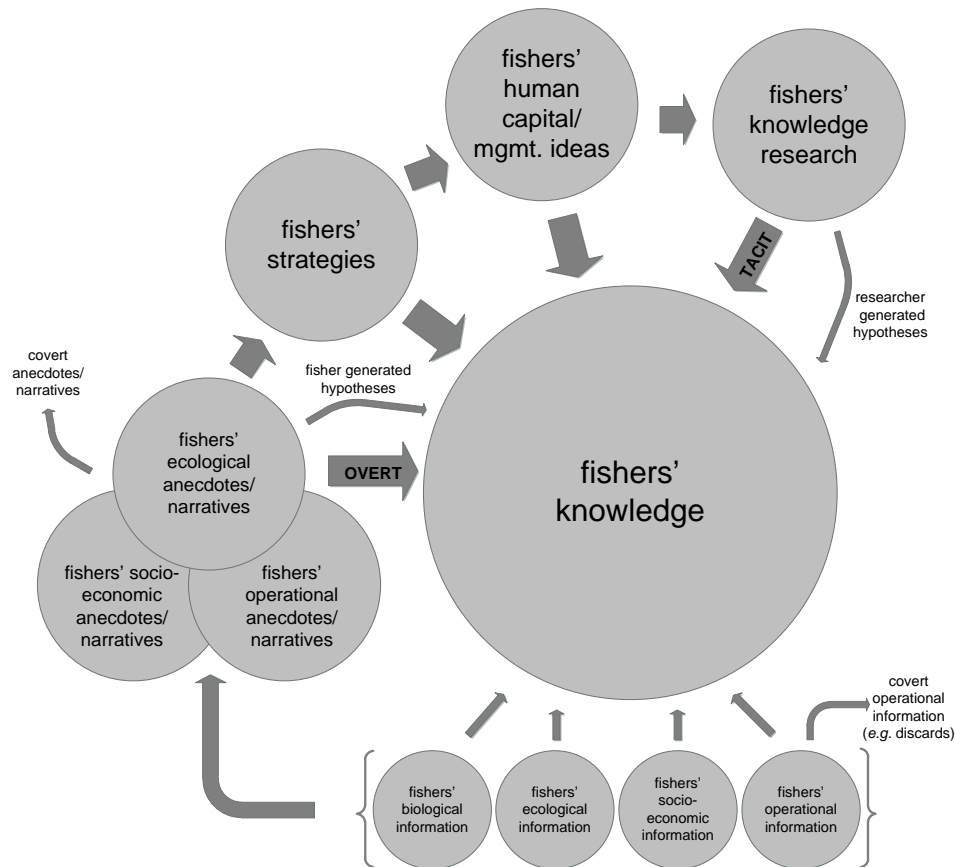 fishers'
human
capital/
mgmt. ideas
fishers'
knowledge
research
fishers'
strategies
TACIT
researcher
generated
hypotheses
covert
anecdotes/
narratives
fisher generated
hypotheses
fishers'
ecological
anecdotes/
narratives
OVERT
fishers'
knowledge
fishers' socio-
economic
anecdotes/
narratives
fishers'
operational
anecdotes/
narratives
covert
operational
information
(e.g. discards)
fishers'
biological
information
fishers'
ecological
information
fishers'
socio-
economic
information
fishers'
operational
information